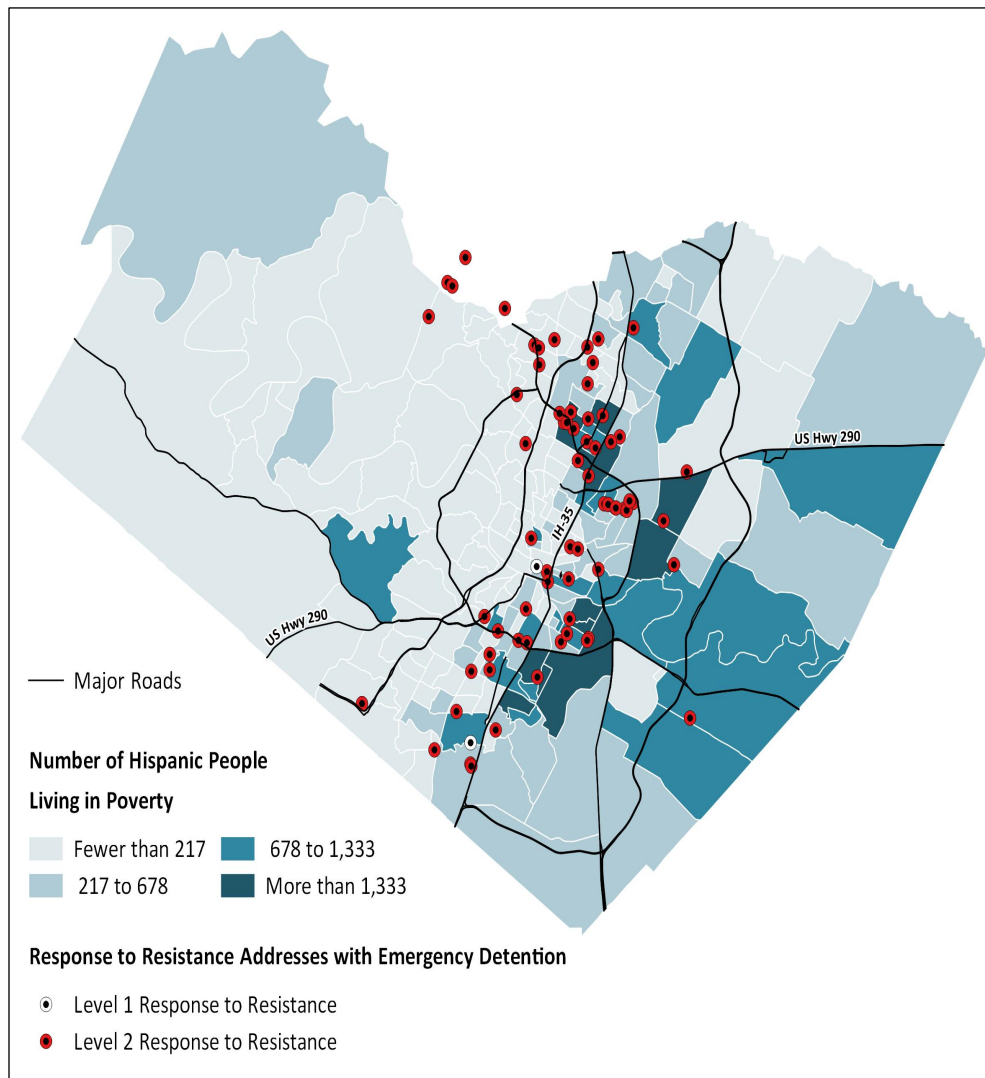 US Hwy 290
IH-35
US Hwy 290
Major Roads
Number of Hispanic People
Living in Poverty
Fewer than 217
678 to 1,333
217 to 678
More than 1,333
Response to Resistance Addresses with Emergency Detention
Level 1 Response to Resistance
Level 2 Response to Resistance